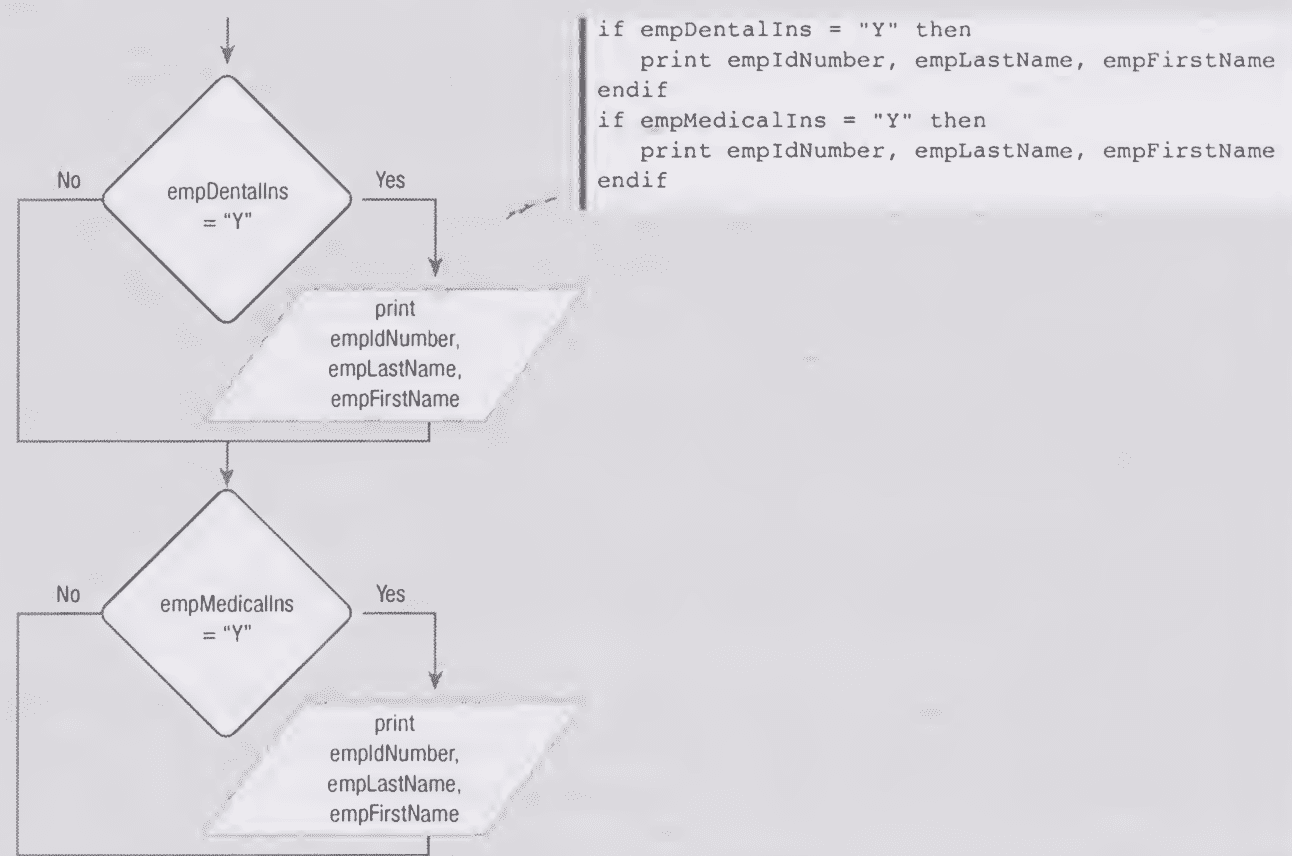 if empDentalIns = "Y" then
print empIdNumber, empLastName, empFirstName
endif
if empMedicalIns = "Y" then
print empIdNumber, empLastName, empFirstName
endif
No
empDentalIns
= “Y”
Yes
print
empIdNumber,
empLastName,
empFirstName
No
empMedicalIns
= “Y”
Yes
print
empIdNumber,
empLastName,
empFirstName